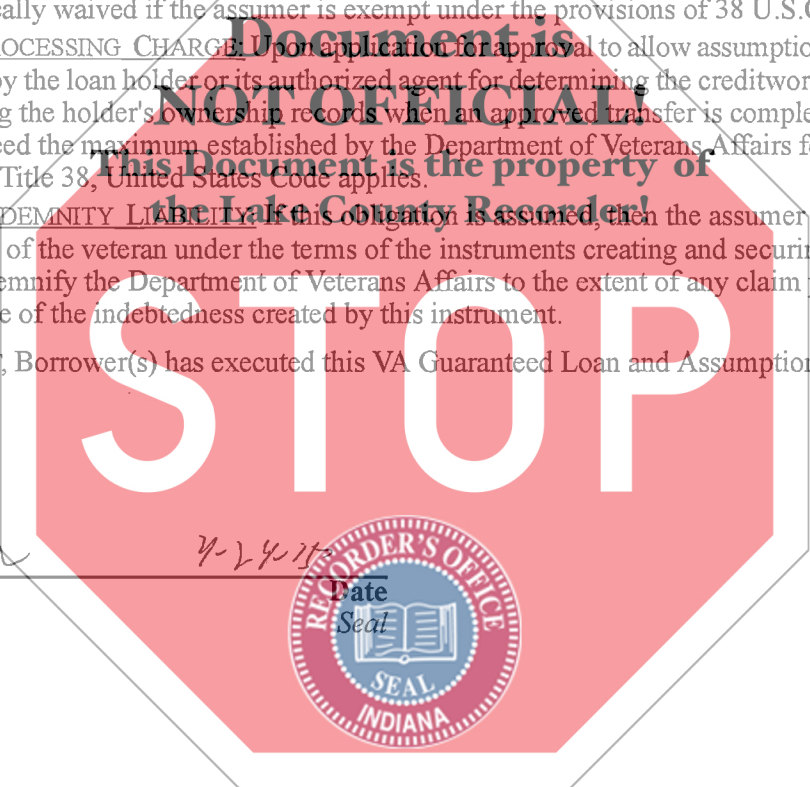 cally waived if the assumer is exempt under the provisions of 38 U.S.C
Document is
OCESSING CHARGE: Upon application for approval to allow assumptio
by the loan holder or its authorized agent for determining the creditwor
NOT OFFICIAL!
g the holder's ownership records when an approved transfer is comple
eed the maximum established by the Department of Veterans Affairs fo
This Document is the property of
Title 38, United States Code applies.
the Lake County Recorder!
DEMNITY LIABILITY: If this obligation is assumed, then the assumer
of the veteran under the terms of the instruments creating and securin
emnify the Department of Veterans Affairs to the extent of any claim
e of the indebtedness created by this instrument.
, Borrower(s) has executed this VA Guaranteed Loan and Assumption
STOP
Date
Seal
RECORDER'S OFFICE
SEAL
INDIANA